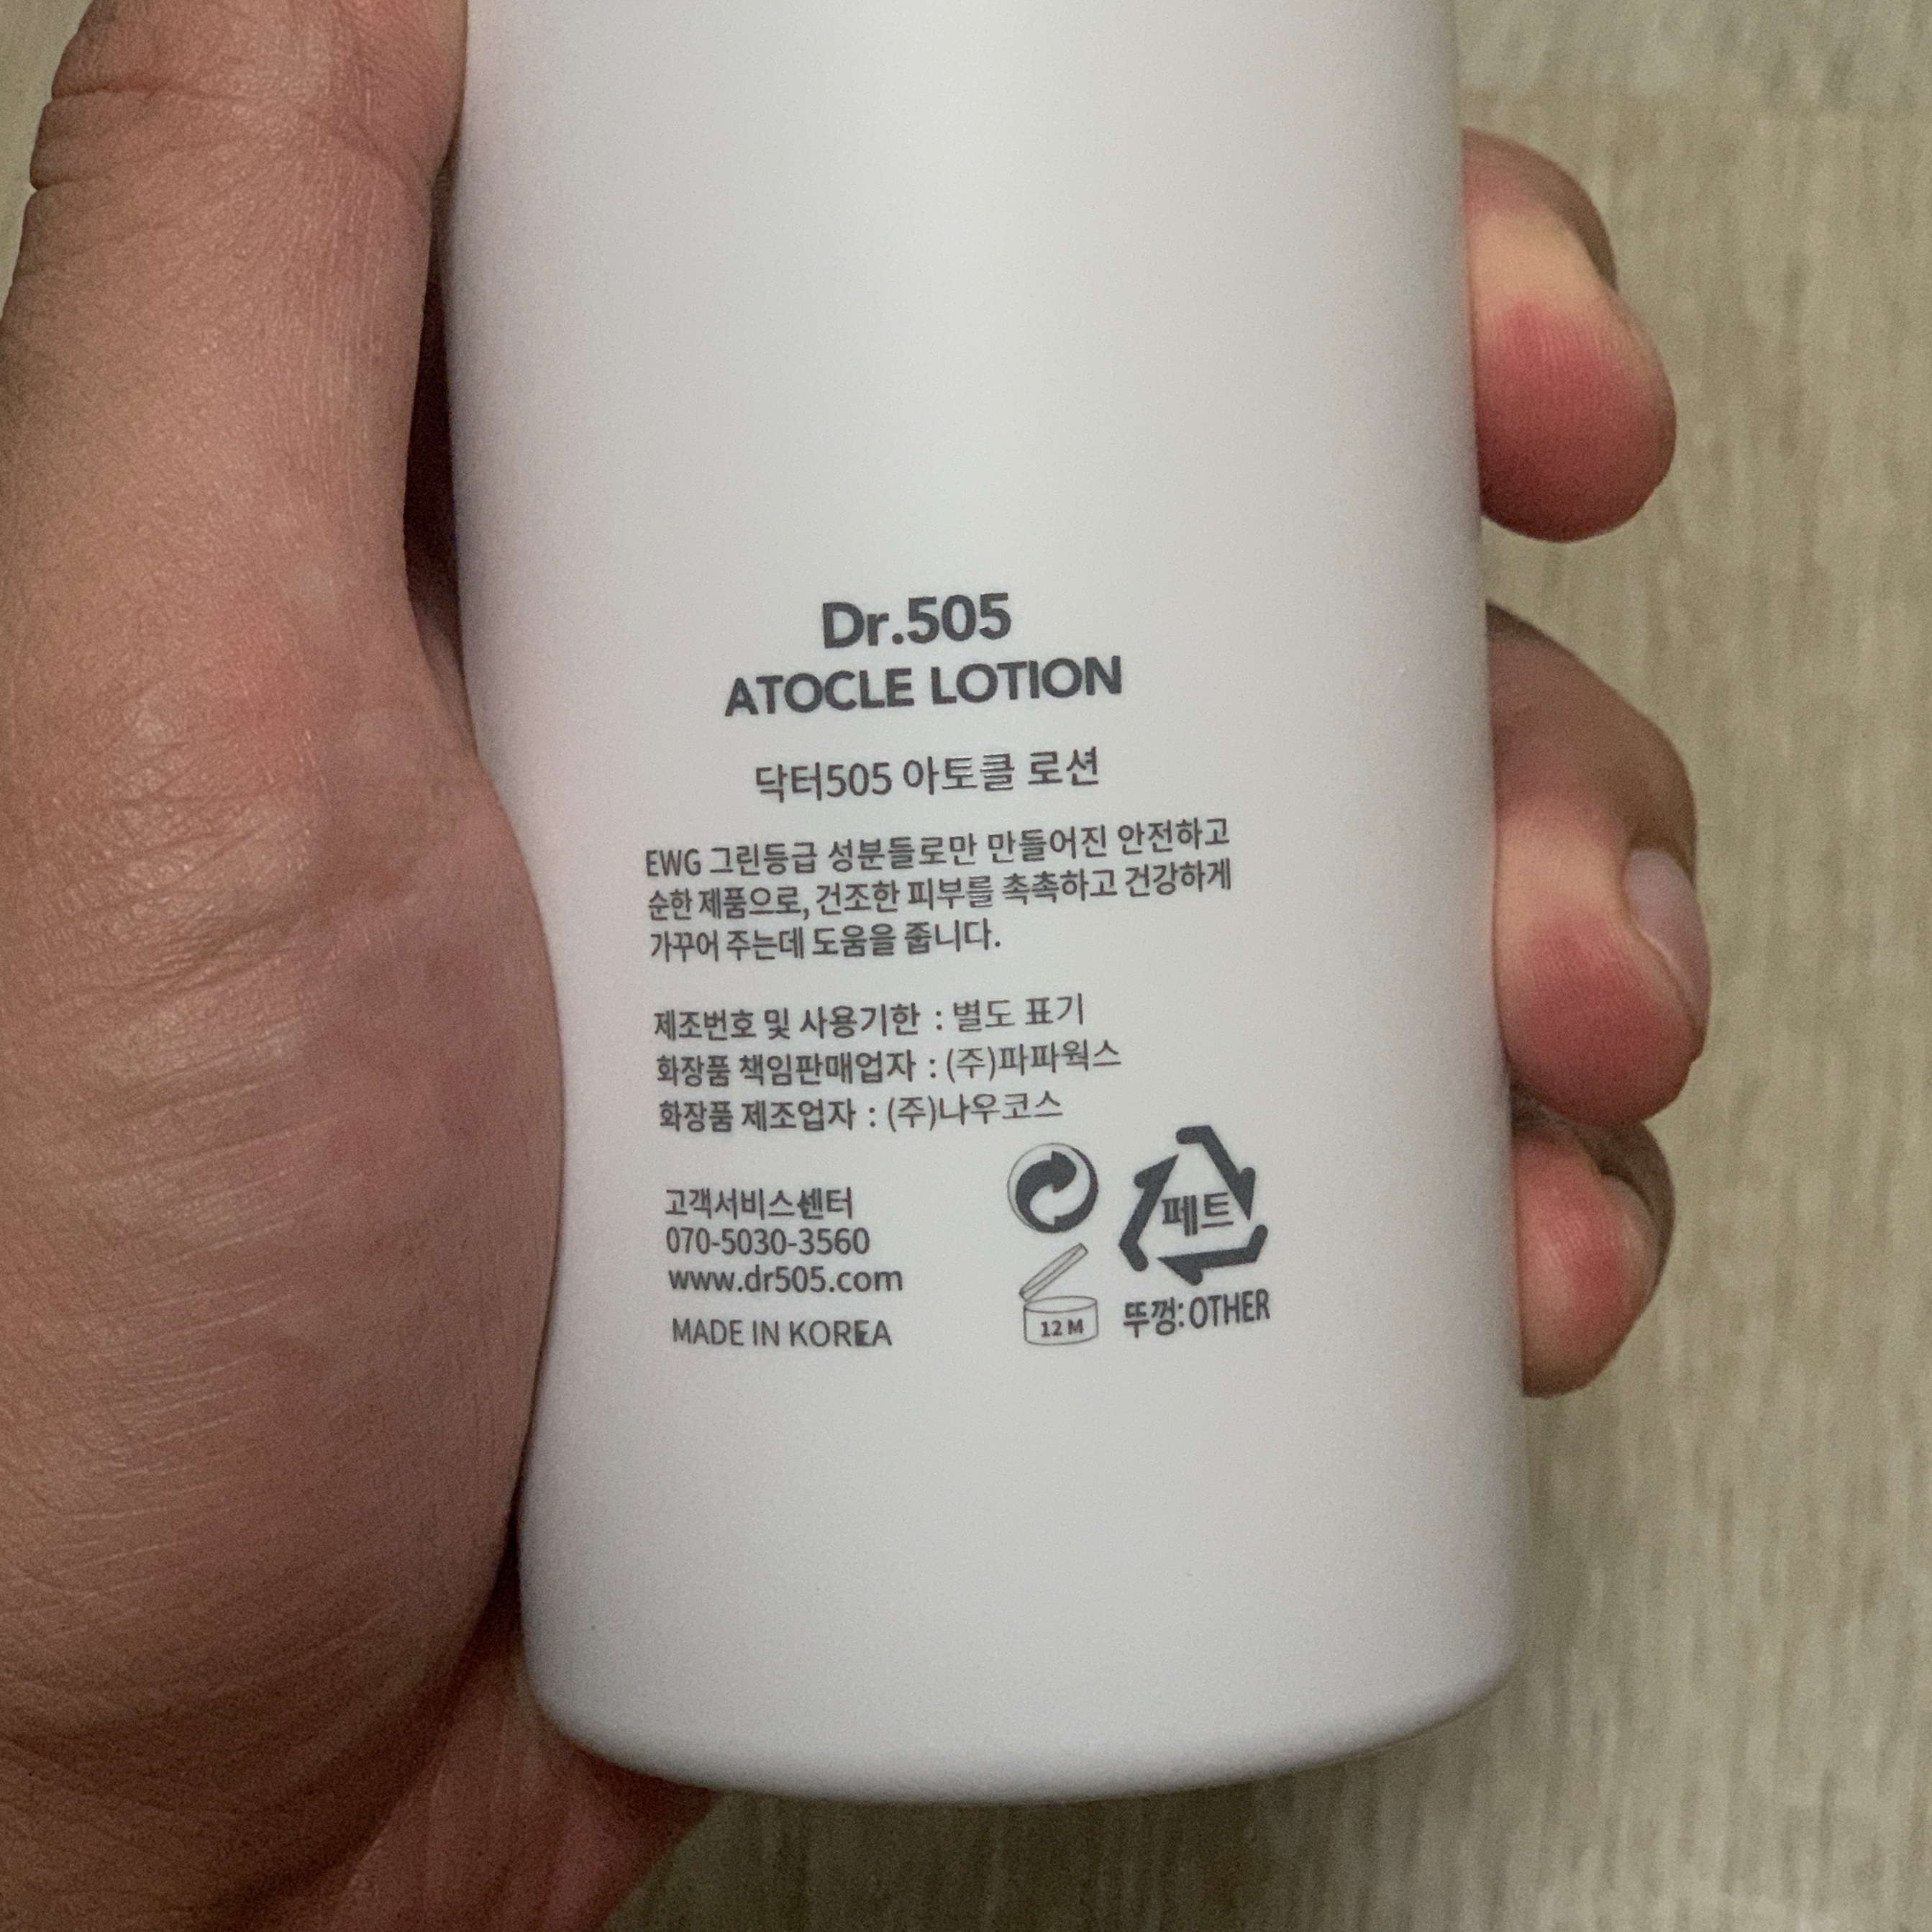 Dr.505
ATOCLE LOTION
닥터505 아토클 로션
EWG 그린등급 성분들로만 만들어진 안전하고
순한 제품으로, 건조한 피부를 촉촉하고 건강하게
가꾸어 주는데 도움을 줍니다.
제조번호 및 사용기한 : 별도 표기
화장품 책임판매업자 : (주)파파웍스
화장품 제조업자 : (주)나우코스
고객서비스센터
070-5030-3560
www.dr505.com
MADE IN KOREA
12 M
페트
뚜껑: OTHER